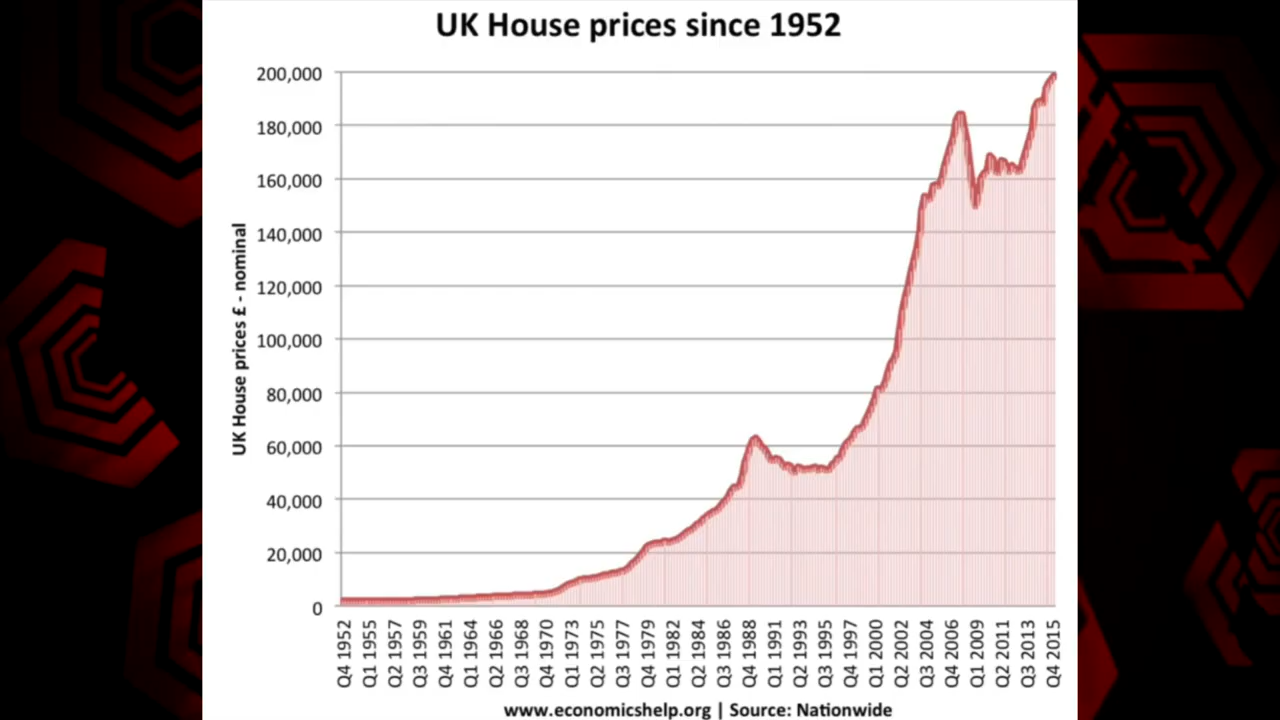 UK House prices since 1952
UK House prices £ - nominal
200,000
180,000
160,000
140,000
120,000
100,000
80,000
60,000
40,000
20,000
0
Q4 1952
Q1 1955
Q2 1957
Q3 1959
Q4 1961
Q1 1964
Q2 1966
Q3 1968
Q4 1970
Q1 1973
Q2 1975
Q3 1977
Q4 1979
Q1 1982
Q2 1984
Q3 1986
Q4 1988
Q1 1991
Q2 1993
Q3 1995
Q4 1997
Q1 2000
Q2 2002
Q3 2004
Q4 2006
Q1 2009
Q2 2011
Q3 2013
Q4 2015
www.economicshelp.org | Source: Nationwide